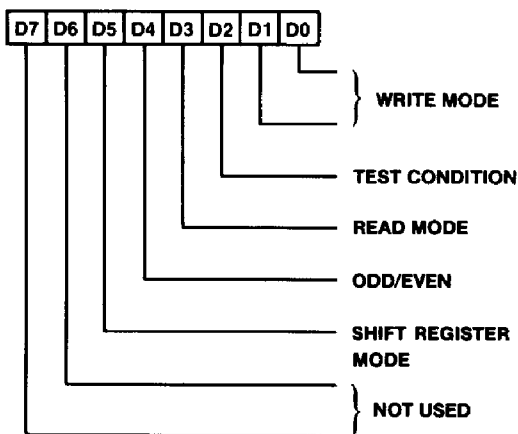 D7 D6 D5 D4 D3 D2 D1 D0
WRITE MODE
TEST CONDITION
READ MODE
ODD/EVEN
SHIFT REGISTER
MODE
NOT USED